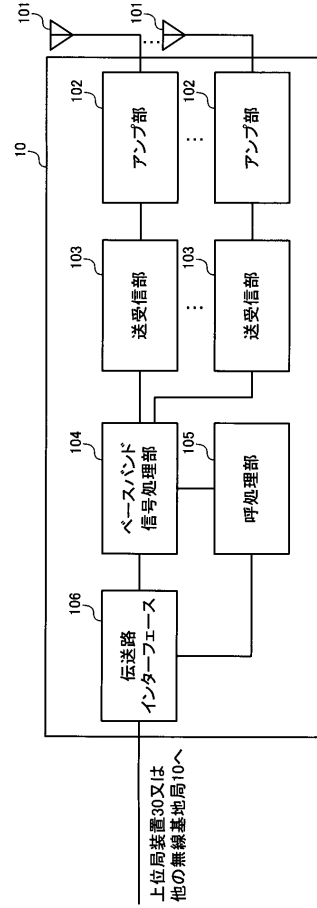 10
101
101
…
102
アンプ部
…
102
アンプ部
103
送受信部
…
103
送受信部
104
ベースバンド
信号処理部
105
呼処理部
106
伝送路
インターフェース
上位局装置30又は
他の無線基地局10へ